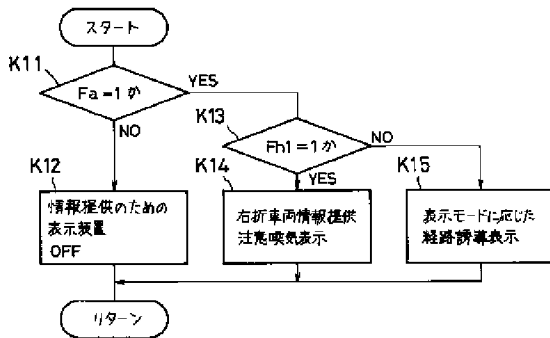 スタート
K11
Fa=1か
YES
NO
K13
Fh1=1か
NO
YES
K12
情報提供のための
表示装置
OFF
K14
右折車両情報提供
注意喚気表示
K15
表示モードに応じた
経路誘導表示
リターン